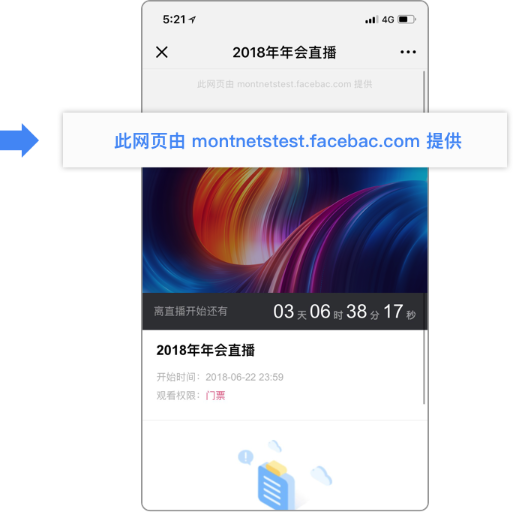 5:21
4G
2018年年会直播
此网页由 montnetstest.facebac.com 提供
此网页由 montnetstest.facebac.com 提供
离直播开始还有 03 天 06 时 38 分 17 秒
2018年年会直播
开始时间：2018-06-22 23:59
观看权限：门票